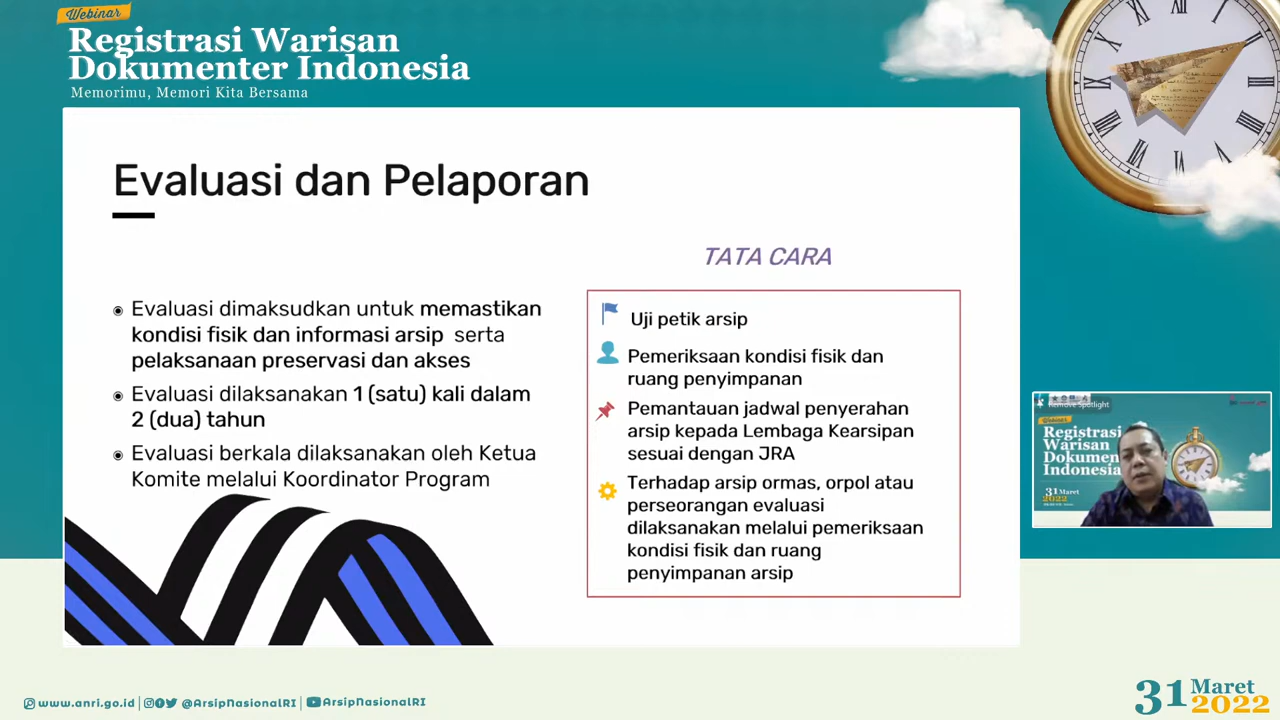 Webinar
Registrasi Warisan
Dokumenter Indonesia
Memorimu, Memori Kita Bersama
Evaluasi dan Pelaporan
Evaluasi dimaksudkan untuk memastikan
kondisi fisik dan informasi arsip serta
pelaksanaan preservasi dan akses
Evaluasi dilaksanakan 1 (satu) kali dalam
2 (dua) tahun
Evaluasi berkala dilaksanakan oleh Ketua
Komite melalui Koordinator Program
TATA CARA
Uji petik arsip
Pemeriksaan kondisi fisik dan
ruang penyimpanan
Pemantauan jadwal penyerahan
arsip kepada Lembaga Kearsipan
sesuai dengan JRA
Terhadap arsip ormas, orpol atau
perseorangan evaluasi
dilaksanakan melalui pemeriksaan
kondisi fisik dan ruang
penyimpanan arsip
Remove Spotlight
Webinar
Registrasi
Warisan
Dokumen
Indonesia
31 Maret
2022
www.anri.go.id | @ArsipNasionalRI | ArsipNasionalRI
31 Maret
2022